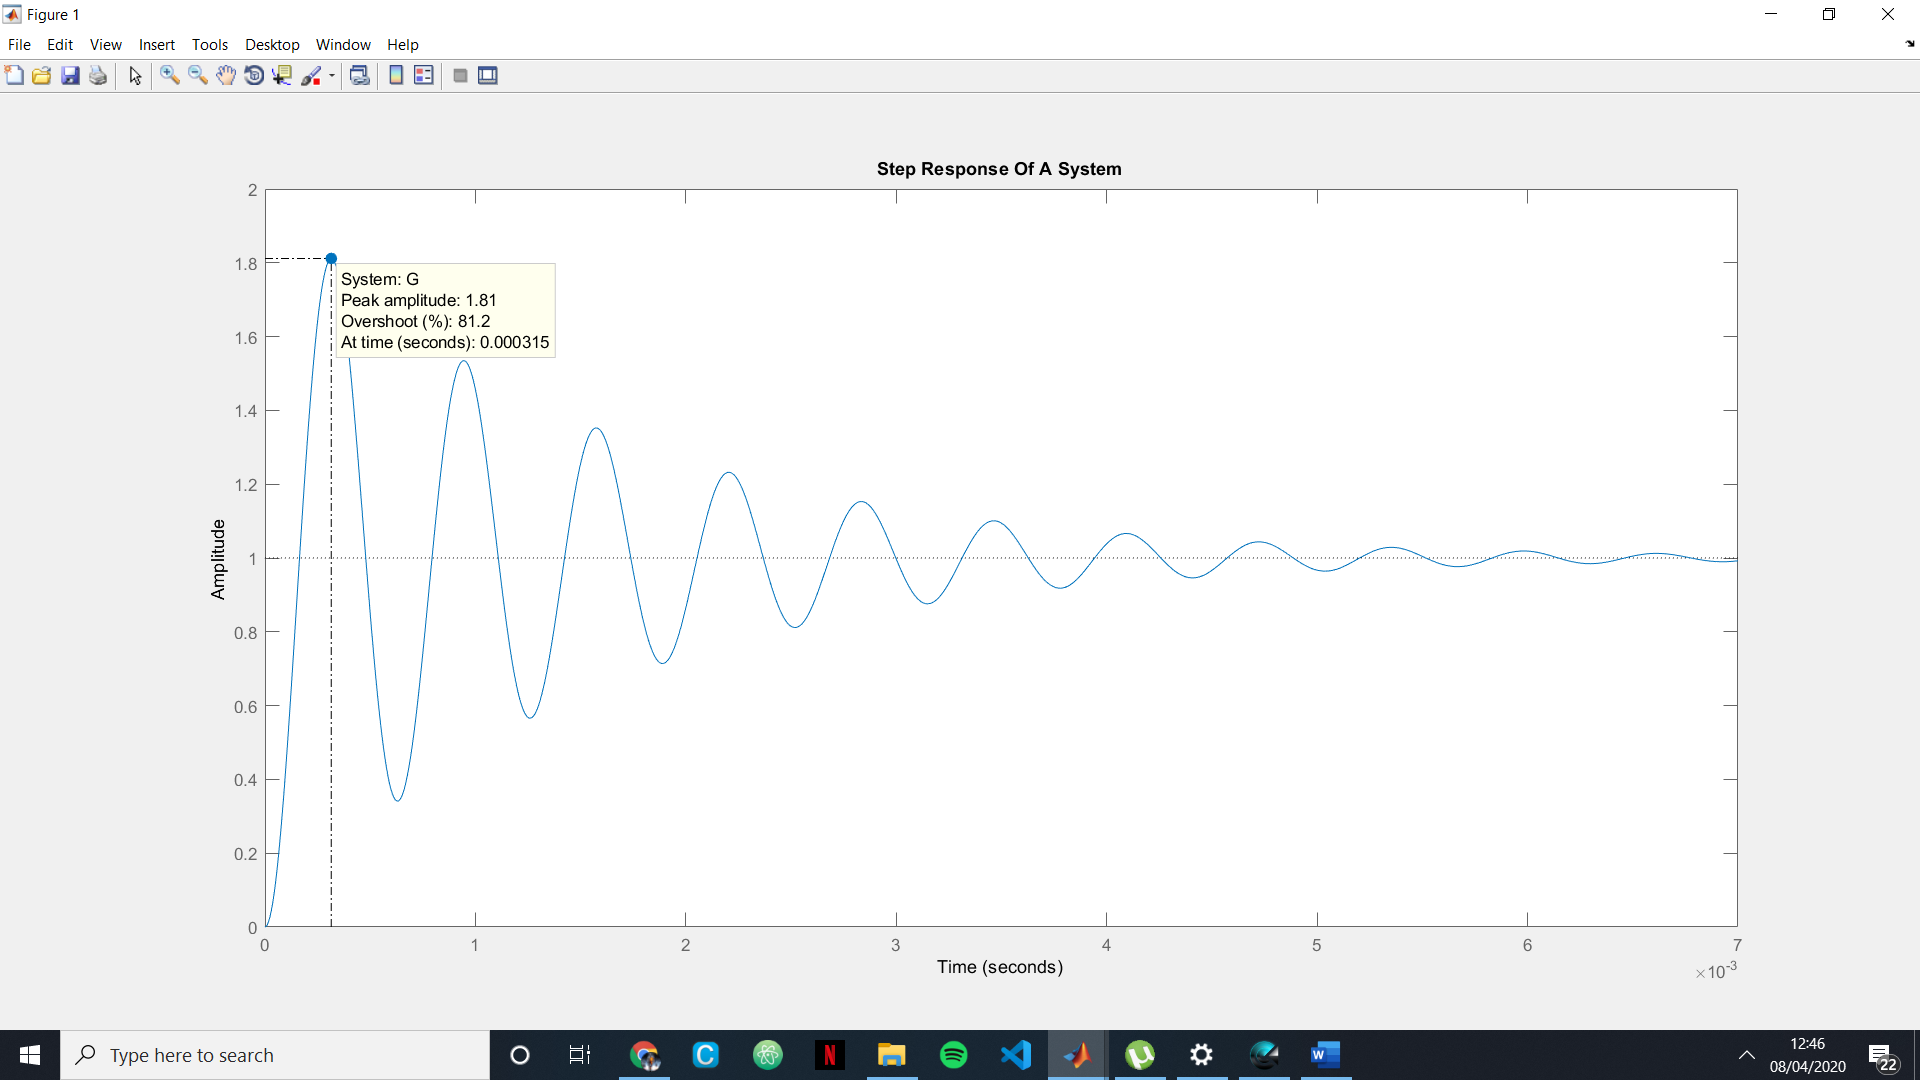 Figure 1
File Edit View Insert Tools Desktop Window Help
Step Response Of A System
2
1.8
1.6
1.4
1.2
1
0.8
0.6
0.4
0.2
0
Amplitude
System: G
Peak amplitude: 1.81
Overshoot (%): 81.2
At time (seconds): 0.000315
0 1 2 3 4 5 6 7
Time (seconds)
×10-3
Type here to search
C
N
W
12:46
08/04/2020
22